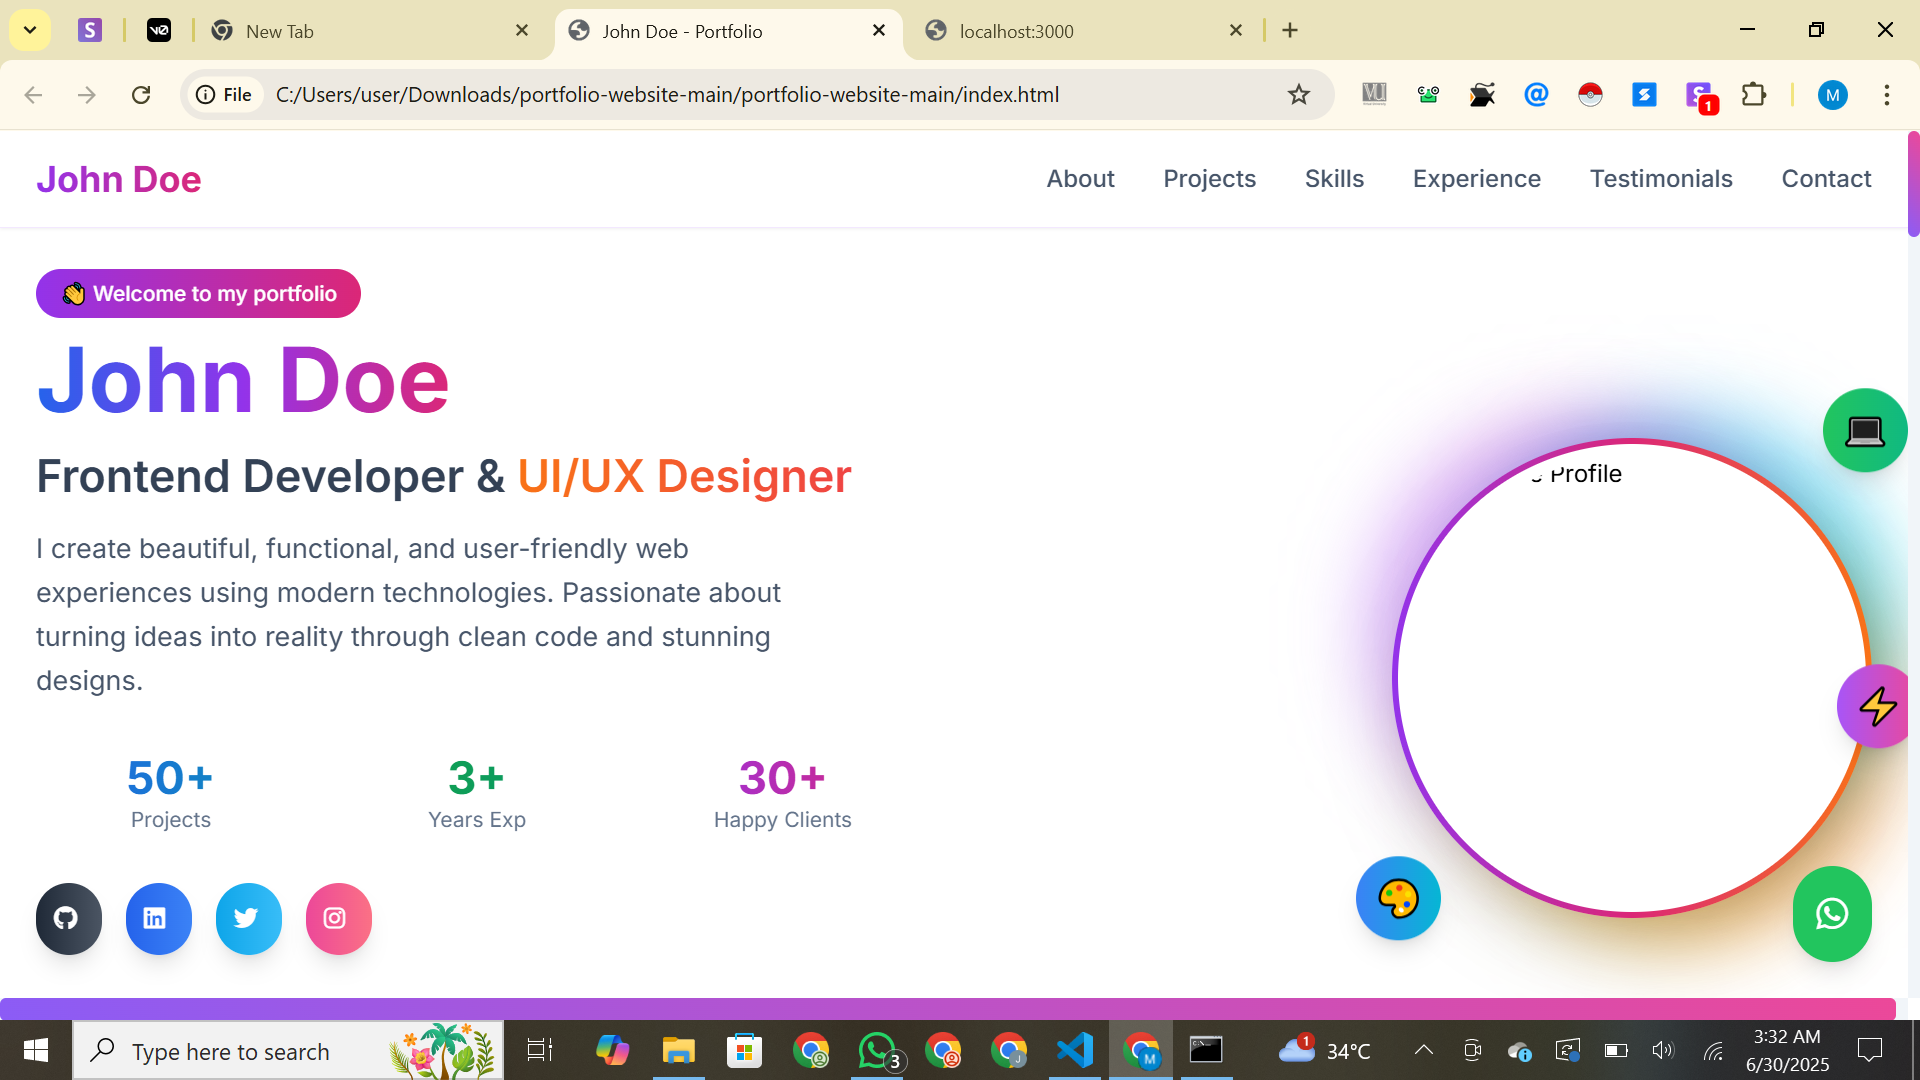 New Tab
John Doe - Portfolio
localhost:3000
File
C:/Users/user/Downloads/portfolio-website-main/portfolio-website-main/index.html
1
M
John Doe
About
Projects
Skills
Experience
Testimonials
Contact
👋 Welcome to my portfolio
John Doe
Frontend Developer & UI/UX Designer
I create beautiful, functional, and user-friendly web
experiences using modern technologies. Passionate about
turning ideas into reality through clean code and stunning
designs.
50+
Projects
3+
Years Exp
30+
Happy Clients
Profile
Type here to search
3
J
M
1
34°C
3:32 AM
6/30/2025